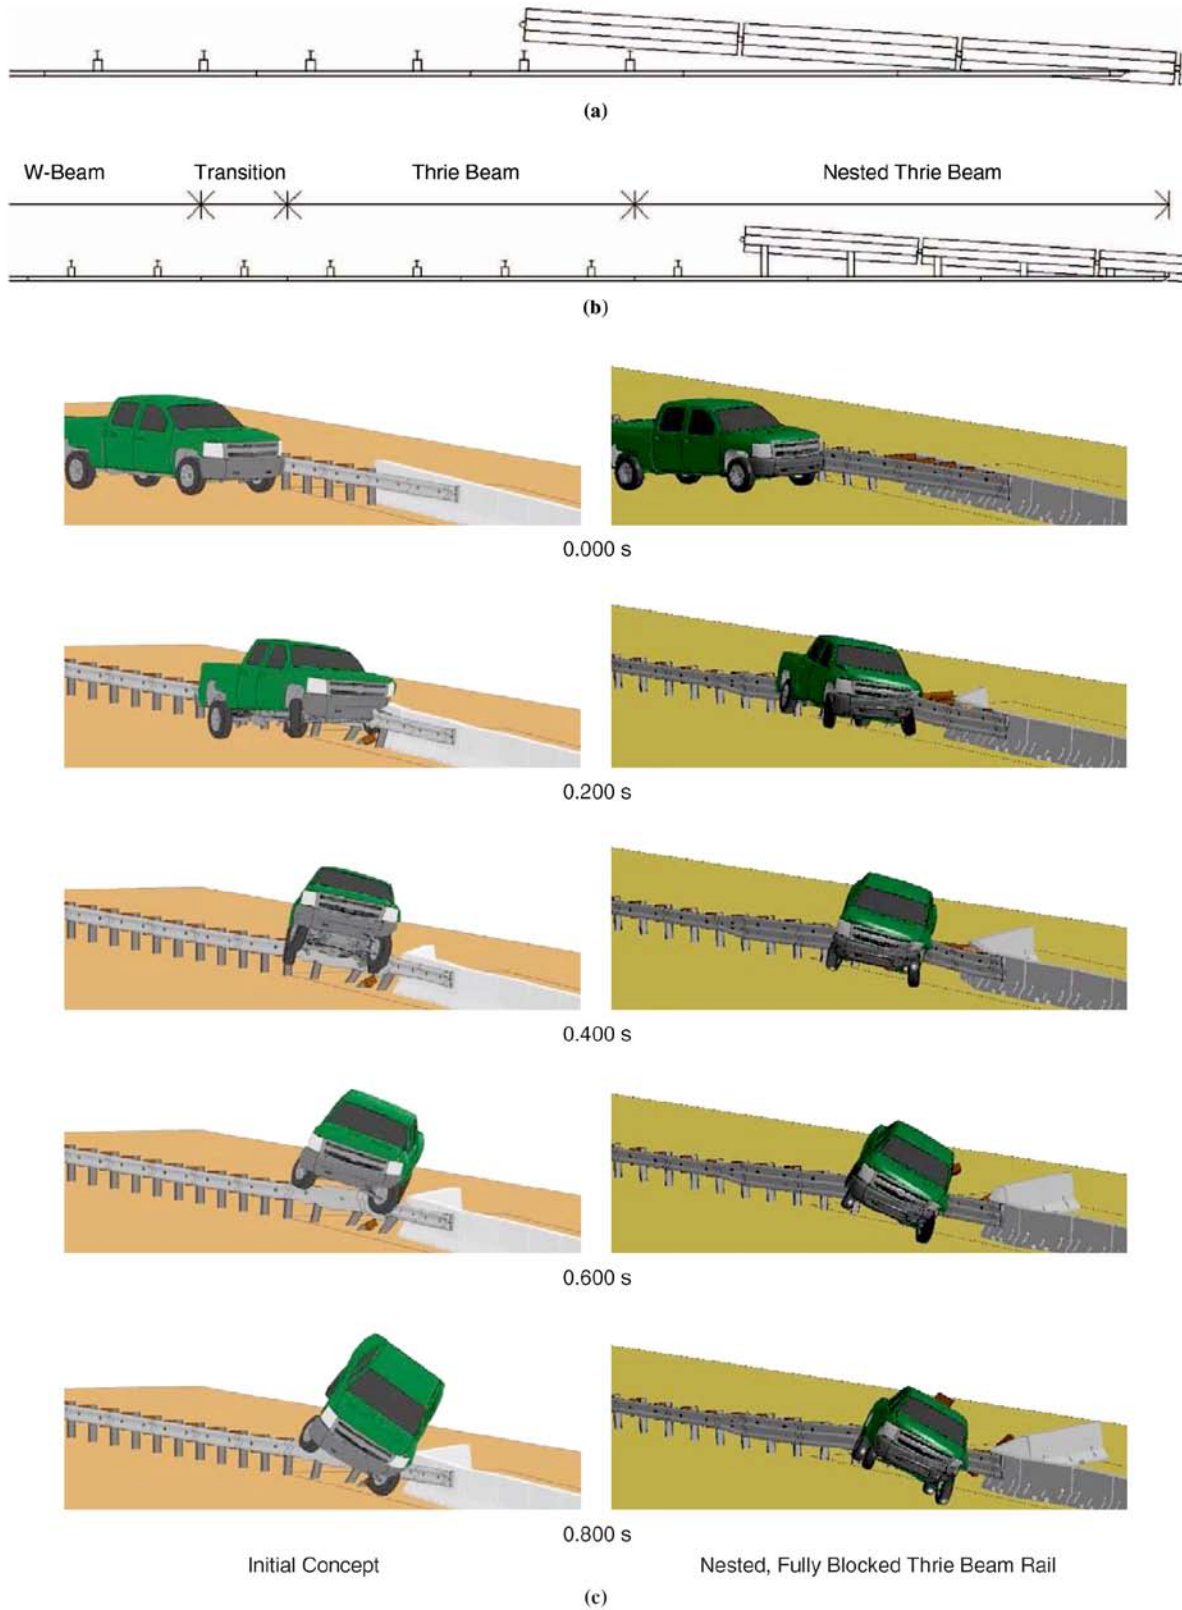 (a)
W-Beam Transition Thrie Beam Nested Thrie Beam
(b)
0.000 s
0.200 s
0.400 s
0.600 s
0.800 s
Initial Concept Nested, Fully Blocked Thrie Beam Rail
(c)